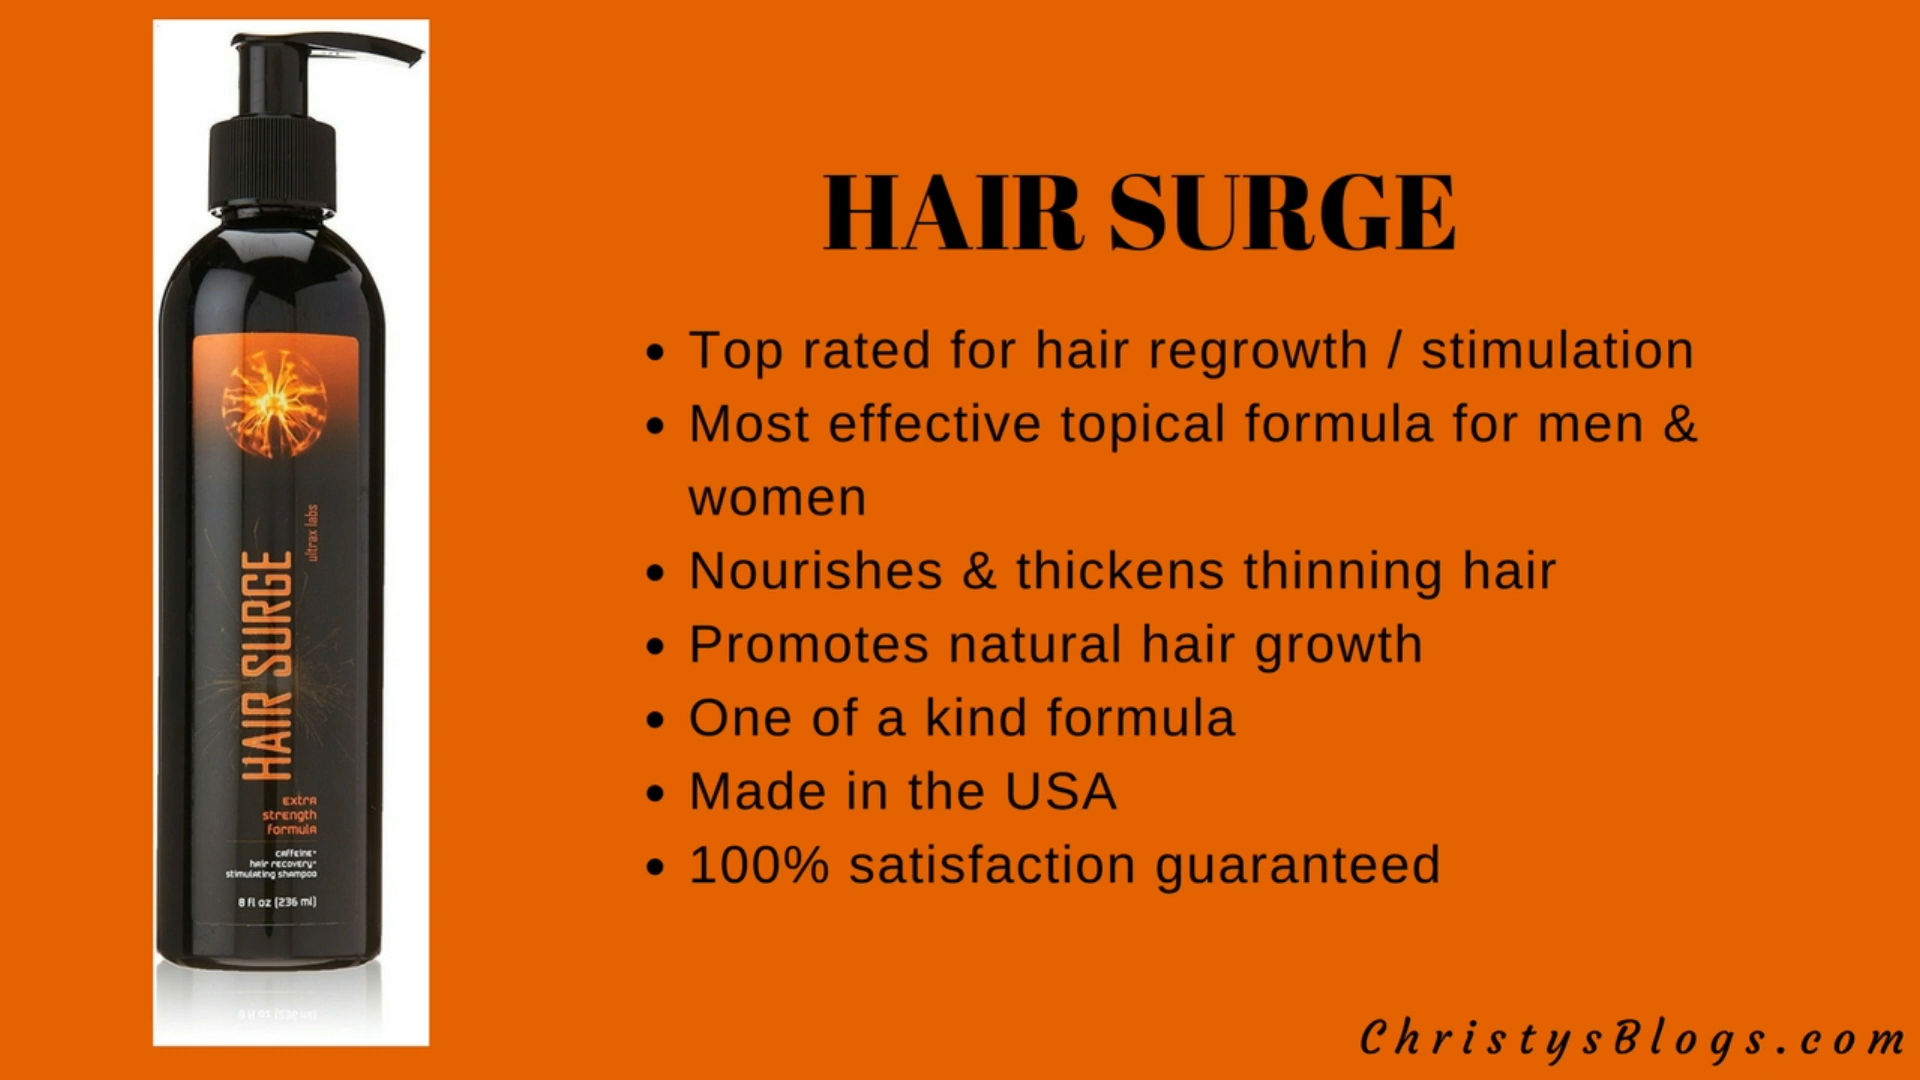 HAIR SURGE
• Top rated for hair regrowth / stimulation
• Most effective topical formula for men &
women
• Nourishes & thickens thinning hair
• Promotes natural hair growth
• One of a kind formula
• Made in the USA
• 100% satisfaction guaranteed
ChristysBlogs.com
ultrax labs
HAIR SURGE
extra
strength
formula
caffeine+
hair recovery+
stimulating shampoo
8 fl oz (236 ml)